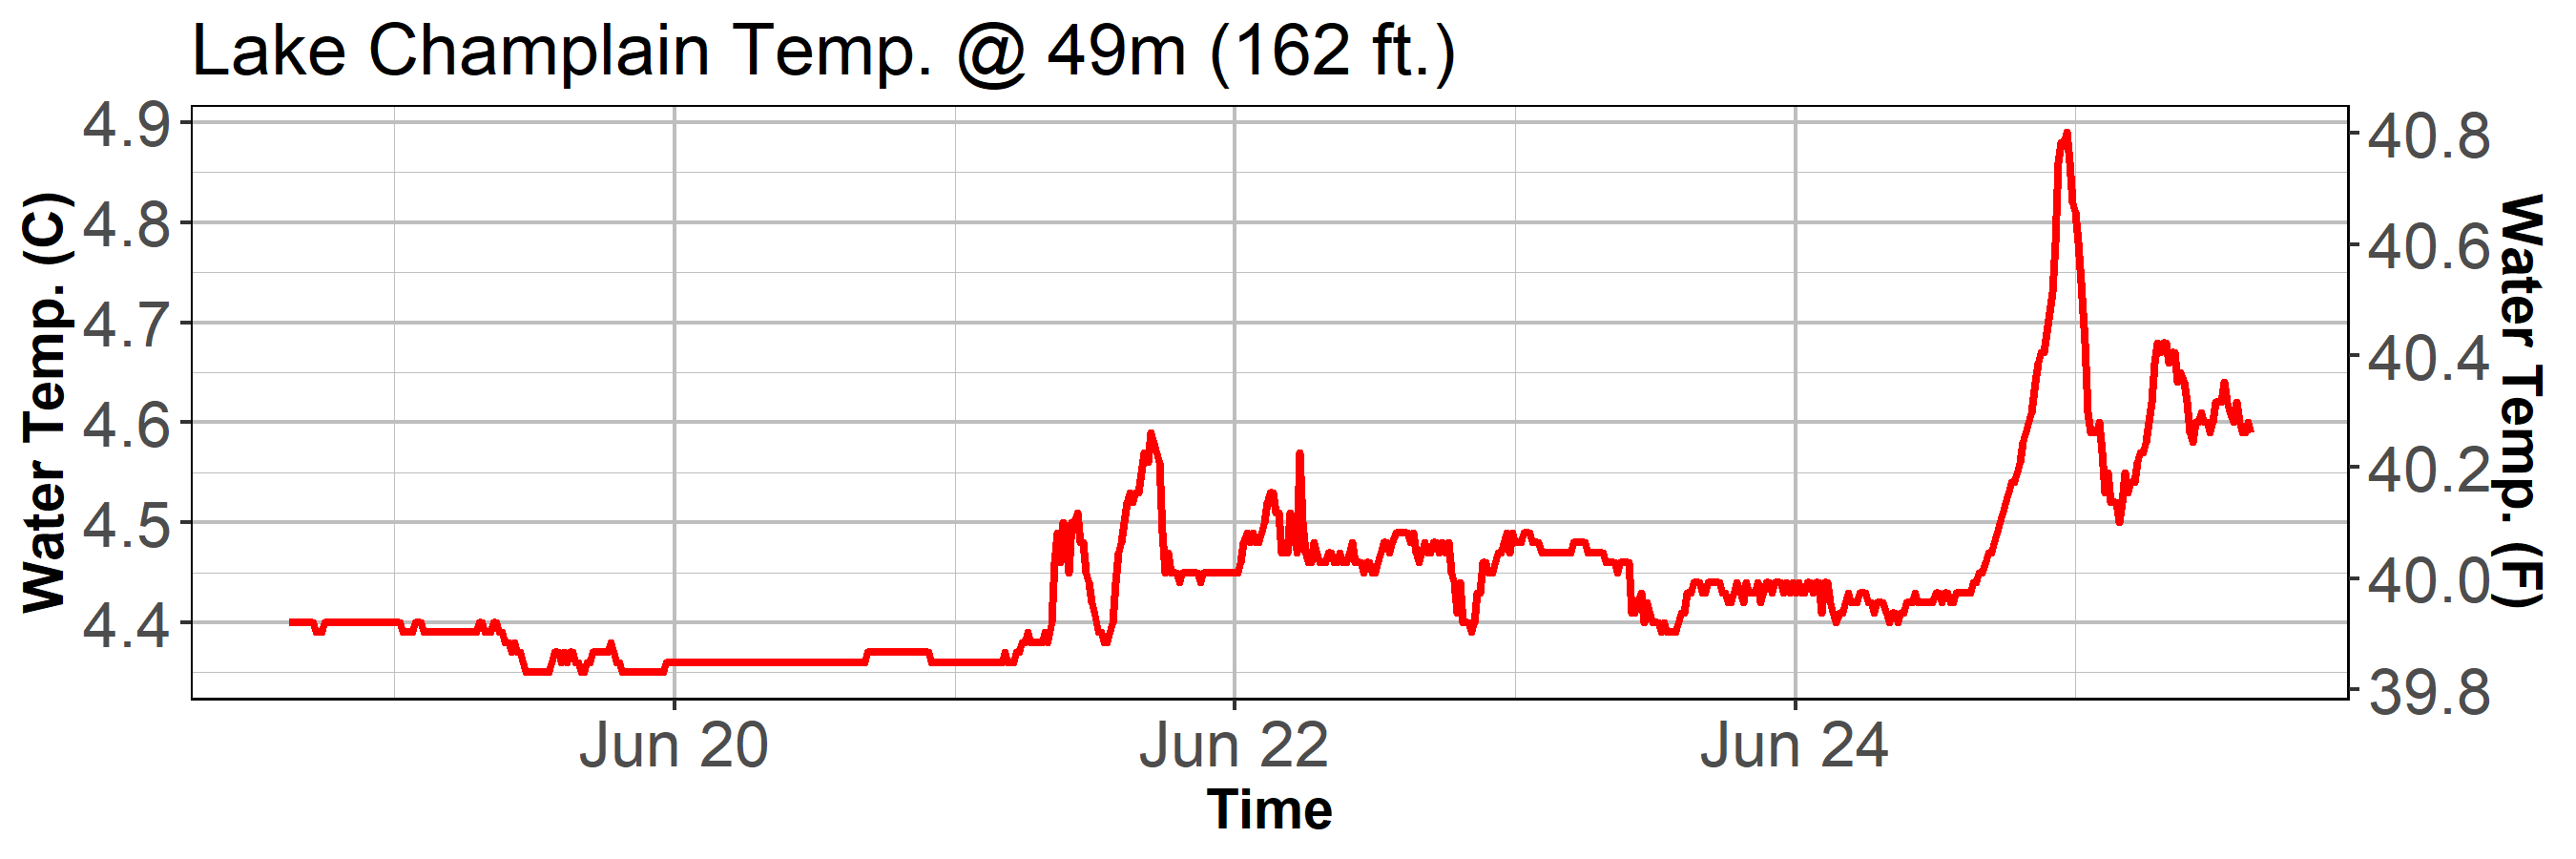 Lake Champlain Temp. @ 49m (162 ft.)
Water Temp. (C)
4.9
4.8
4.7
4.6
4.5
4.4
40.8
40.6
40.4
40.2
40.0
39.8
Water Temp. (F)
Jun 20
Jun 22
Jun 24
Time